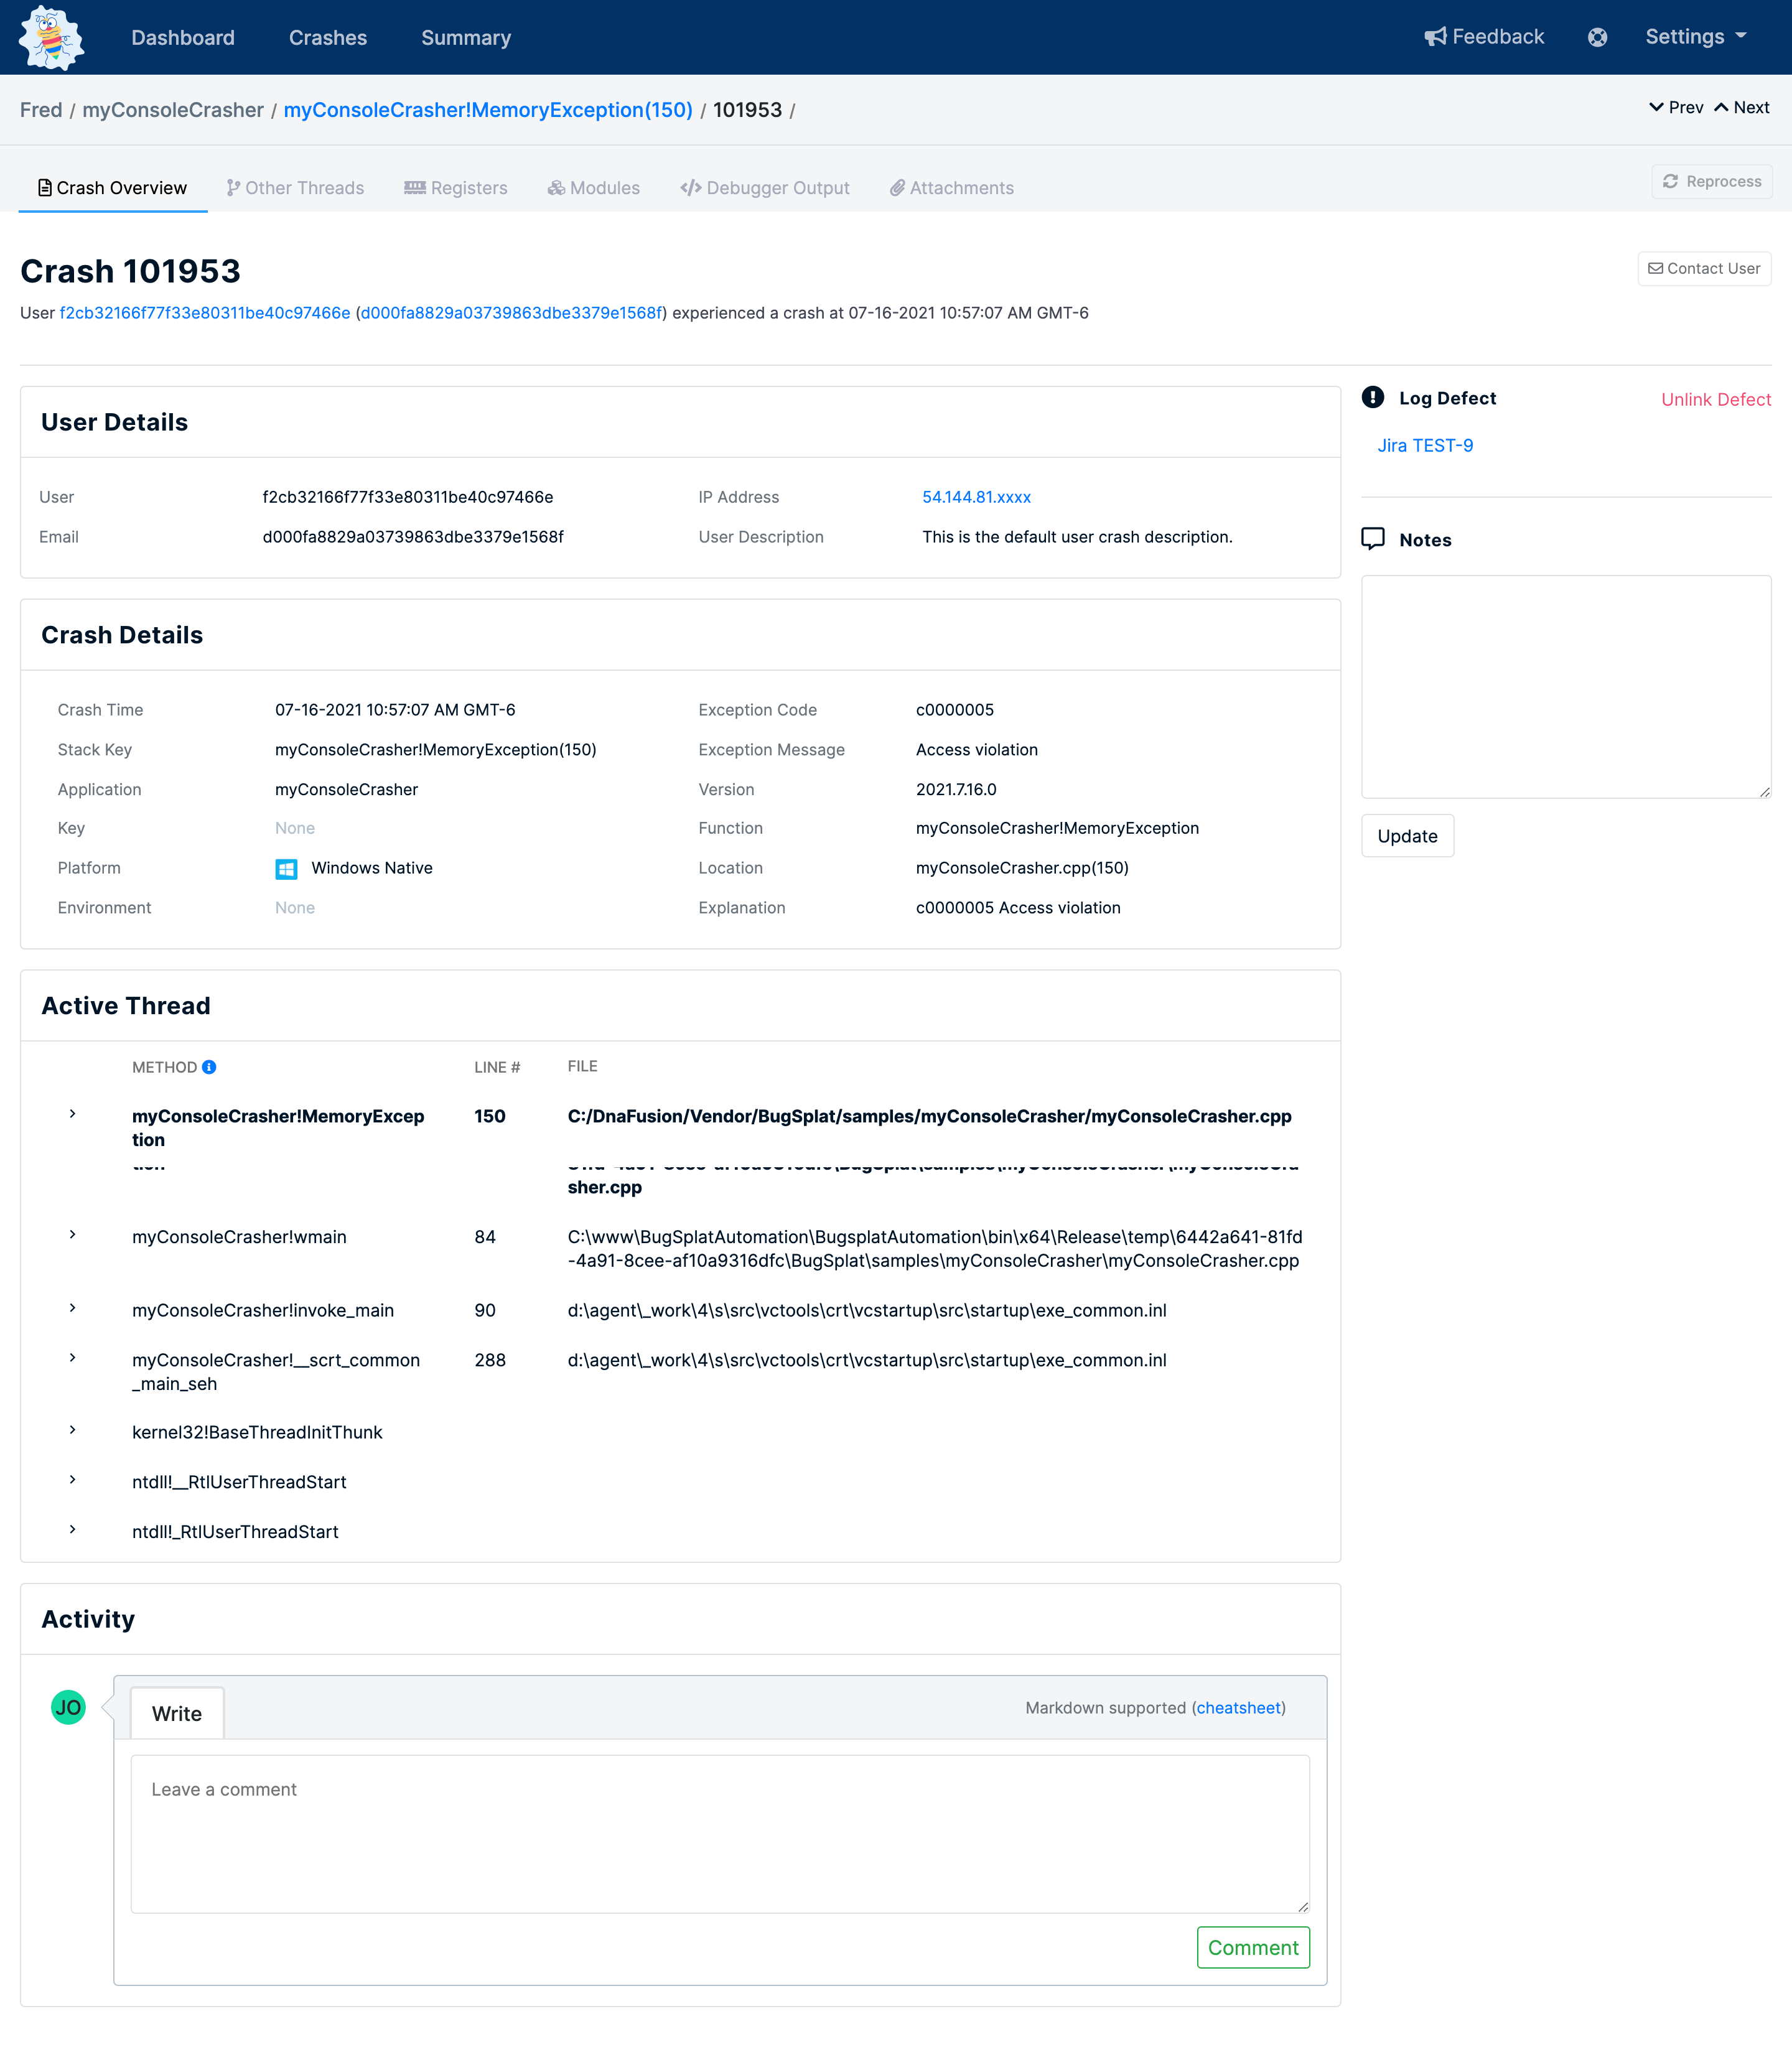 Dashboard Crashes Summary Feedback Settings
Fred / myConsoleCrasher / myConsoleCrasher!MemoryException(150) / 101953 / Prev Next
Crash Overview Other Threads Registers Modules Debugger Output Attachments Reprocess
Crash 101953
Contact User
User f2cb32166f77f33e80311be40c97466e (d000fa8829a03739863dbe3379e1568f) experienced a crash at 07-16-2021 10:57:07 AM GMT-6
User Details
User f2cb32166f77f33e80311be40c97466e IP Address 54.144.81.xxxx
Email d000fa8829a03739863dbe3379e1568f User Description This is the default user crash description.
Log Defect Unlink Defect
Jira TEST-9
Notes
Update
Crash Details
Crash Time 07-16-2021 10:57:07 AM GMT-6 Exception Code c0000005
Stack Key myConsoleCrasher!MemoryException(150) Exception Message Access violation
Application myConsoleCrasher Version 2021.7.16.0
Key None Function myConsoleCrasher!MemoryException
Platform Windows Native Location myConsoleCrasher.cpp(150)
Environment None Explanation c0000005 Access violation
Active Thread
METHOD LINE # FILE
myConsoleCrasher!MemoryExcep 150 C:/DnaFusion/Vendor/BugSplat/samples/myConsoleCrasher/myConsoleCrasher.cpp
tion
sher.cpp
myConsoleCrasher!wmain 84 C:\www\BugSplatAutomation\BugsplatAutomation\bin\x64\Release\temp\6442a641-81fd
-4a91-8cee-af10a9316dfc\BugSplat\samples\myConsoleCrasher\myConsoleCrasher.cpp
myConsoleCrasher!invoke_main 90 d:\agent\_work\4\s\src\vctools\crt\vcstartup\src\startup\exe_common.inl
myConsoleCrasher!__scrt_common 288 d:\agent\_work\4\s\src\vctools\crt\vcstartup\src\startup\exe_common.inl
_main_seh
kernel32!BaseThreadInitThunk
ntdll!__RtlUserThreadStart
ntdll!_RtlUserThreadStart
Activity
JO
Write Markdown supported (cheatsheet)
Leave a comment
Comment